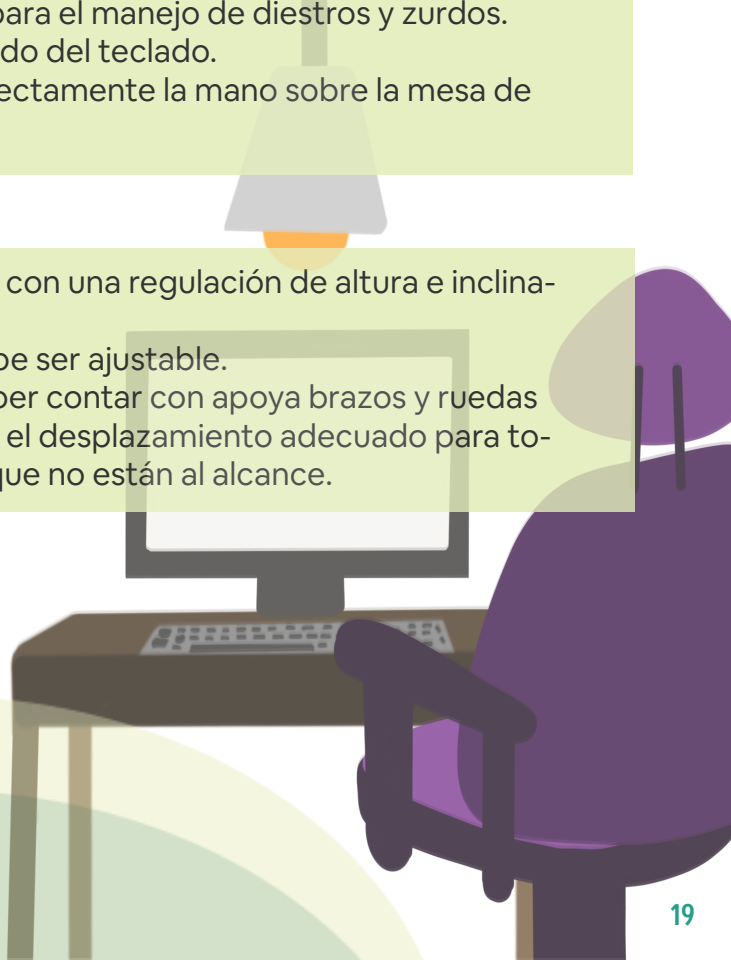 para el manejo de diestros y zurdos.
do del teclado.
ectamente la mano sobre la mesa de
con una regulación de altura e inclina-
be ser ajustable.
ber contar con apoya brazos y ruedas
el desplazamiento adecuado para to-
que no están al alcance.
19